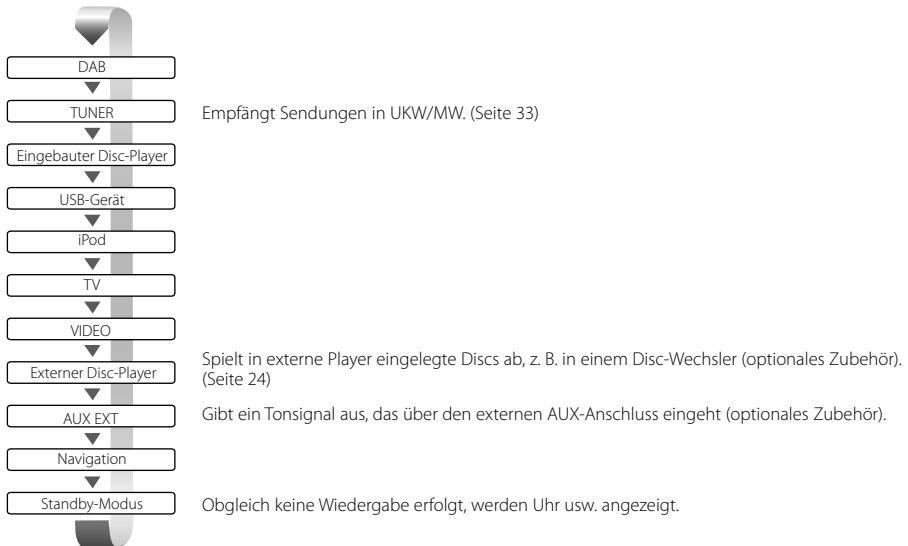 DAB
TUNER
Empfängt Sendungen in UKW/MW. (Seite 33)
Eingebauter Disc-Player
USB-Gerät
iPod
TV
VIDEO
Externer Disc-Player
Spielt in externe Player eingelegte Discs ab, z. B. in einem Disc-Wechsler (optionales Zubehör).
(Seite 24)
AUX EXT
Gibt ein Tonsignal aus, das über den externen AUX-Anschluss eingeht (optionales Zubehör).
Navigation
Standby-Modus
Obgleich keine Wiedergabe erfolgt, werden Uhr usw. angezeigt.